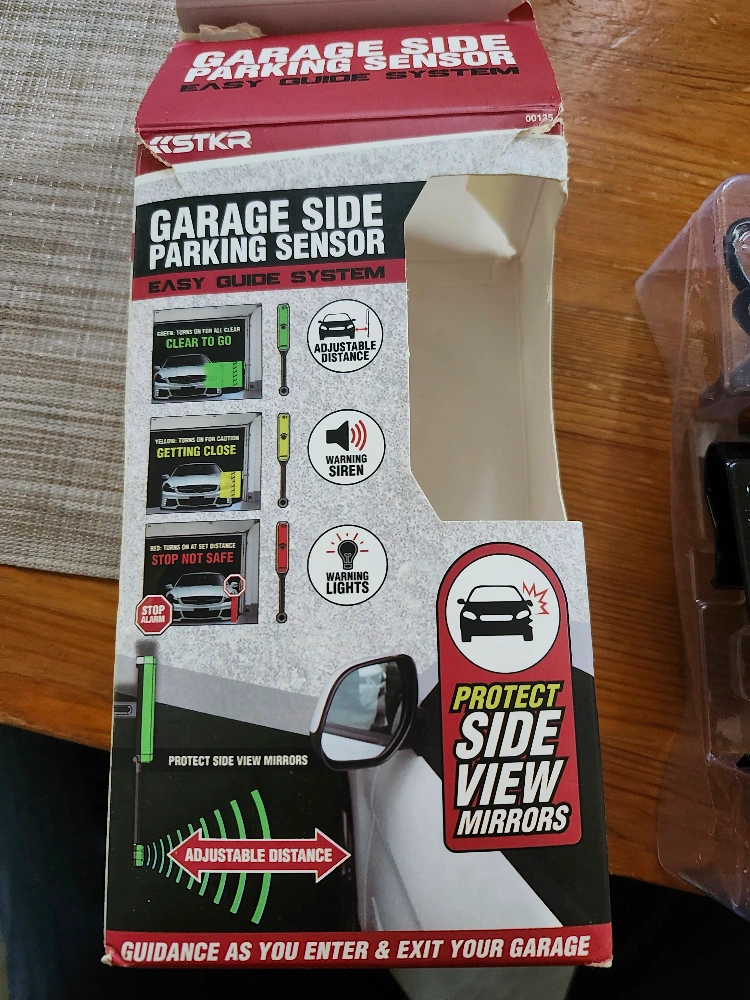 GARAGE SIDE
PARKING SENSOR
EASY GUIDE SYSTEM
00125
STKR
GARAGE SIDE
PARKING SENSOR
EASY GUIDE SYSTEM
GREEN: TURNS ON FOR ALL CLEAR
CLEAR TO GO
ADJUSTABLE
DISTANCE
YELLOW: TURNS ON FOR CAUTION
GETTING CLOSE
WARNING
SIREN
RED: TURNS ON AT SET DISTANCE
STOP NOT SAFE
WARNING
LIGHTS
STOP
ALARM
PROTECT SIDE VIEW MIRRORS
ADJUSTABLE DISTANCE
PROTECT
SIDE
VIEW
MIRRORS
GUIDANCE AS YOU ENTER & EXIT YOUR GARAGE